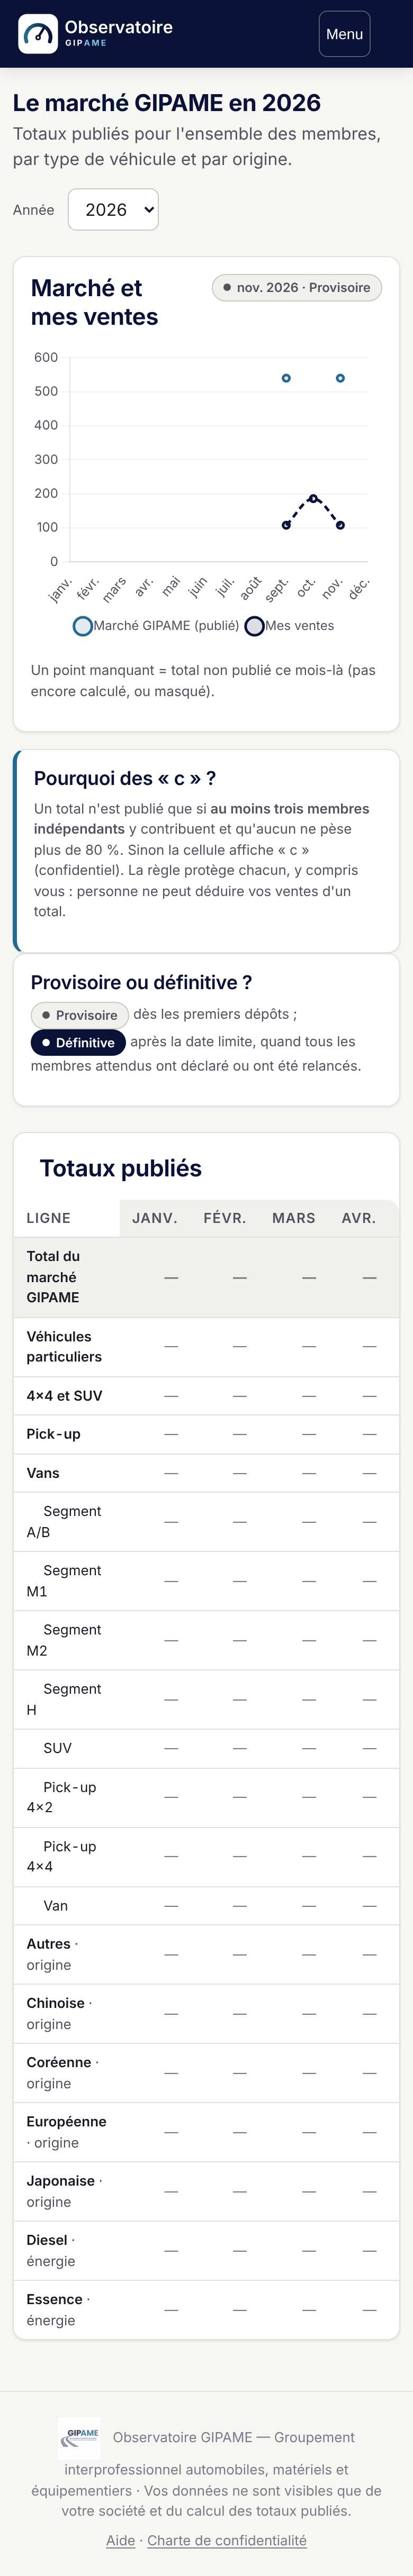 Observatoire
GIPAME
Menu
Le marché GIPAME en 2026
Totaux publiés pour l'ensemble des membres,
par type de véhicule et par origine.
Année
2026
Marché et
mes ventes
nov. 2026 · Provisoire
600
500
400
300
200
100
0
janv.
févr.
mars
avr.
mai
juin
juil.
août
sept.
oct.
nov.
déc.
Marché GIPAME (publié) Mes ventes
Un point manquant = total non publié ce mois-là (pas
encore calculé, ou masqué).
Pourquoi des « c » ?
Un total n'est publié que si au moins trois membres
indépendants y contribuent et qu'aucun ne pèse
plus de 80 %. Sinon la cellule affiche « c »
(confidentiel). La règle protège chacun, y compris
vous : personne ne peut déduire vos ventes d'un
total.
Provisoire ou définitive ?
Provisoire dès les premiers dépôts ;
Définitive après la date limite, quand tous les
membres attendus ont déclaré ou ont été relancés.
Totaux publiés
LIGNE JANV. FÉVR. MARS AVR.
Total du
marché
GIPAME
— — — —
Véhicules
particuliers
— — — —
4×4 et SUV — — — —
Pick-up — — — —
Vans — — — —
Segment
A/B
— — — —
Segment
M1
— — — —
Segment
M2
— — — —
Segment
H
— — — —
SUV — — — —
Pick-up
4×2
— — — —
Pick-up
4×4
— — — —
Van — — — —
Autres ·
origine
— — — —
Chinoise ·
origine
— — — —
Coréenne ·
origine
— — — —
Européenne
· origine
— — — —
Japonaise ·
origine
— — — —
Diesel ·
énergie
— — — —
Essence ·
énergie
— — — —
GIPAME
Observatoire GIPAME — Groupement
interprofessionnel automobiles, matériels et
équipementiers · Vos données ne sont visibles que de
votre société et du calcul des totaux publiés.
Aide · Charte de confidentialité